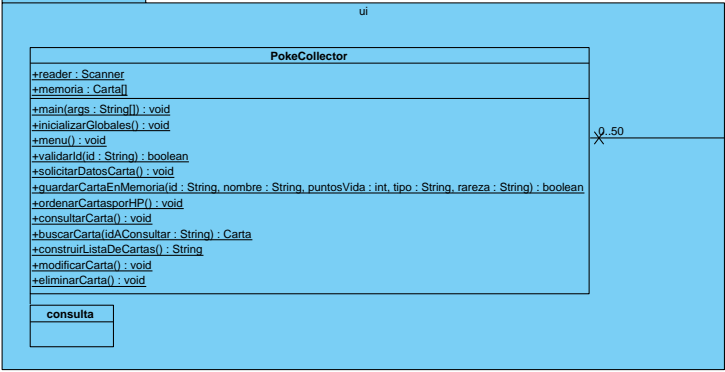 ui
PokeCollector
+reader : Scanner
+memoria : Carta[]
+main(args : String[]) : void
+inicializarGlobales() : void
+menu() : void
+validarId(id : String) : boolean
+solicitarDatosCarta() : void
+guardarCartaEnMemoria(id : String, nombre : String, puntosVida : int, tipo : String, rareza : String) : boolean
+ordenarCartasporHP() : void
+consultarCarta() : void
+buscarCarta(idAConsultar : String) : Carta
+construirListaDeCartas() : String
+modificarCarta() : void
+eliminarCarta() : void
0..50
consulta